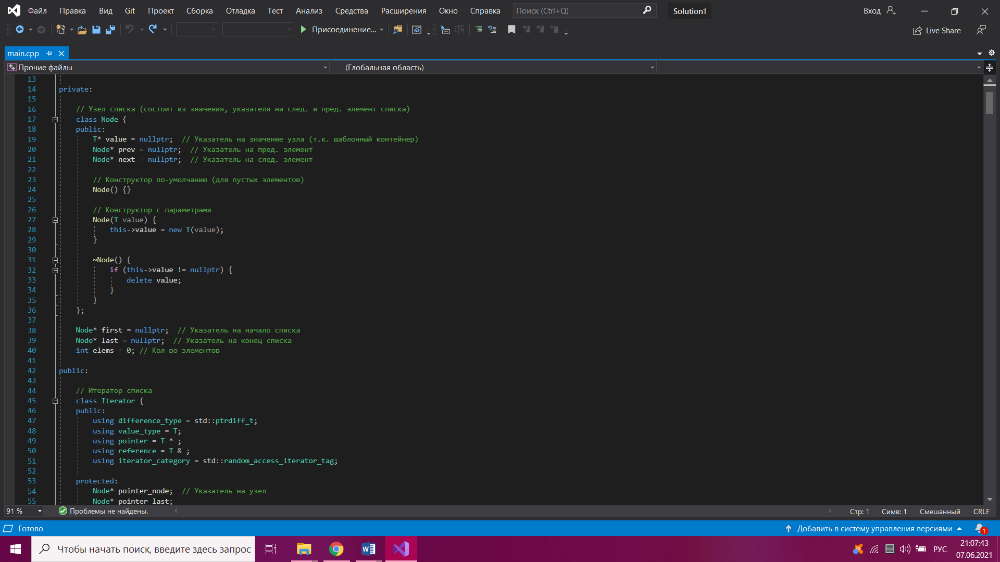 Файл Правка Вид Git Проект Сборка Отладка Тест Анализ Средства Расширения Окно Справка Поиск (Ctrl+Q) Solution1 Вход
Присоединение... Live Share
main.cpp
Прочие файлы (Глобальная область)
13
14 private:
15
16 // Узел списка (состоит из значения, указателя на след. и пред. элемент списка)
17 class Node {
18 public:
19 T* value = nullptr; // Указатель на значение узла (т.к. шаблонный контейнер)
20 Node* prev = nullptr; // Указатель на пред. элемент
21 Node* next = nullptr; // Указатель на след. элемент
22
23 // Конструктор по-умолчанию (для пустых элементов)
24 Node() {}
25
26 // Конструктор с параметрами
27 Node(T value) {
28 this->value = new T(value);
29 }
30
31 ~Node() {
32 if (this->value != nullptr) {
33 delete value;
34 }
35 }
36 };
37
38 Node* first = nullptr; // Указатель на начало списка
39 Node* last = nullptr; // Указатель на конец списка
40 int elems = 0; // Кол-во элементов
41
42 public:
43
44 // Итератор списка
45 class Iterator {
46 public:
47 using difference_type = std::ptrdiff_t;
48 using value_type = T;
49 using pointer = T * ;
50 using reference = T & ;
51 using iterator_category = std::random_access_iterator_tag;
52
53 protected:
54 Node* pointer_node; // Указатель на узел
55 Node* pointer_last;
91 % Проблемы не найдены. Стр: 1 Симв: 1 Смешанный CRLF
Готово Добавить в систему управления версиями 1
Чтобы начать поиск, введите здесь запрос РУС 21:07:43
07.06.2021